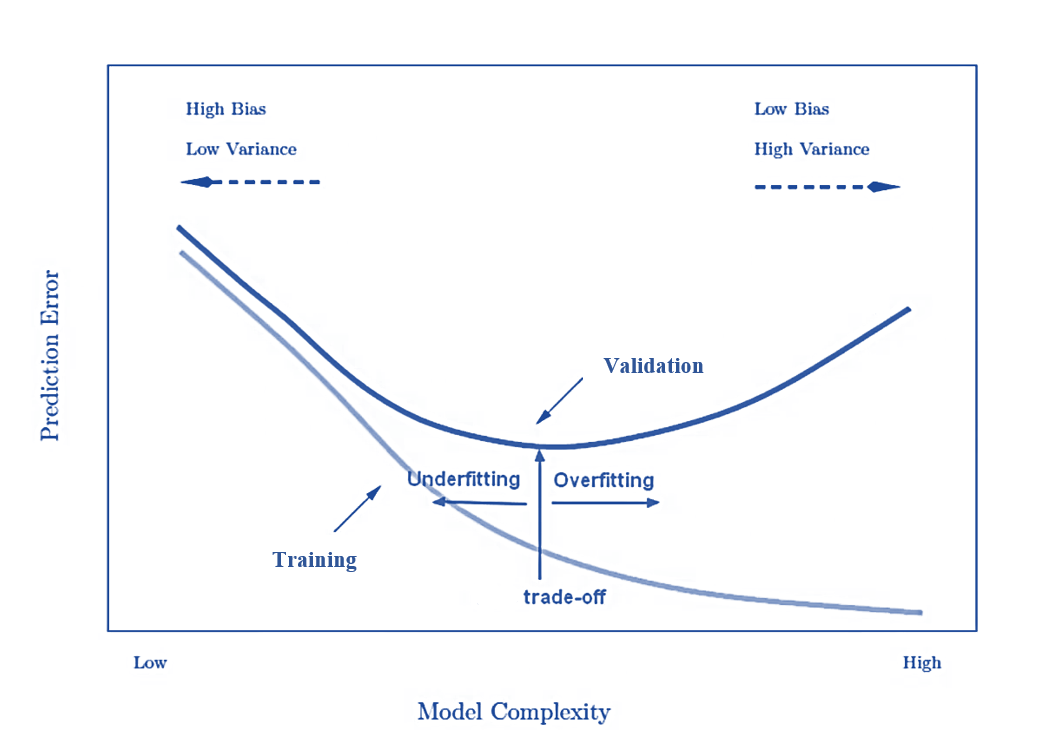 High Bias
Low Variance
Low Bias
High Variance
Prediction Error
Validation
Underfitting
Overfitting
Training
trade-off
Low
High
Model Complexity